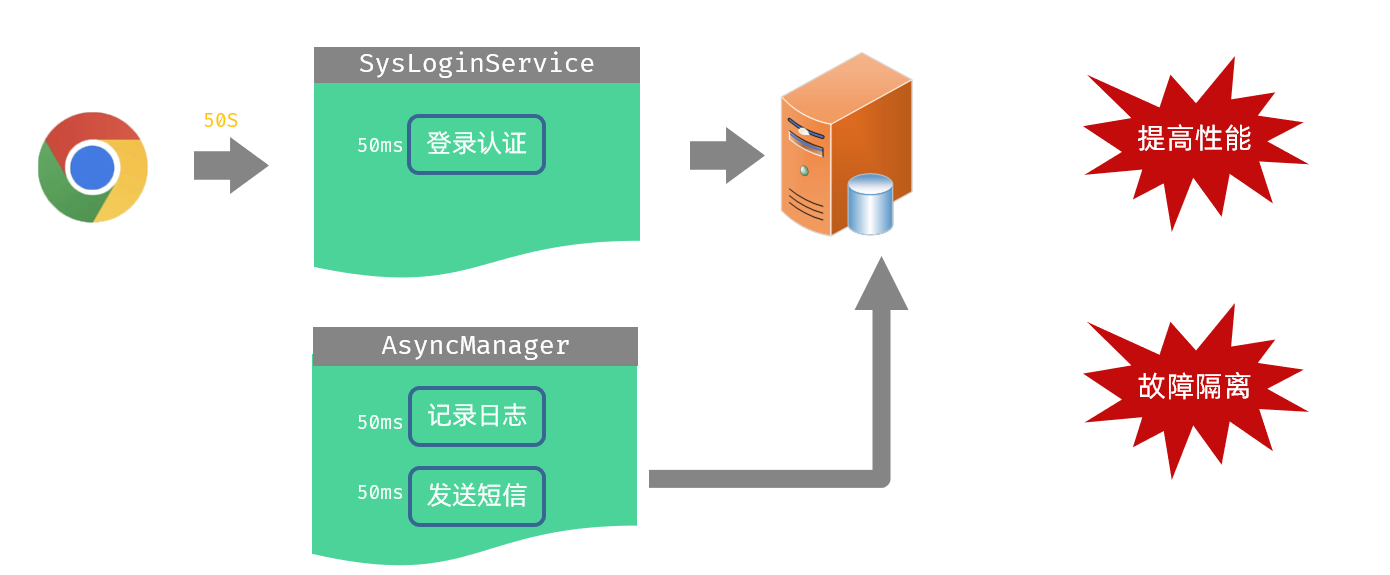 SysLoginService
50S
50ms
登录认证
提高性能
AsyncManager
50ms
记录日志
50ms
发送短信
故障隔离